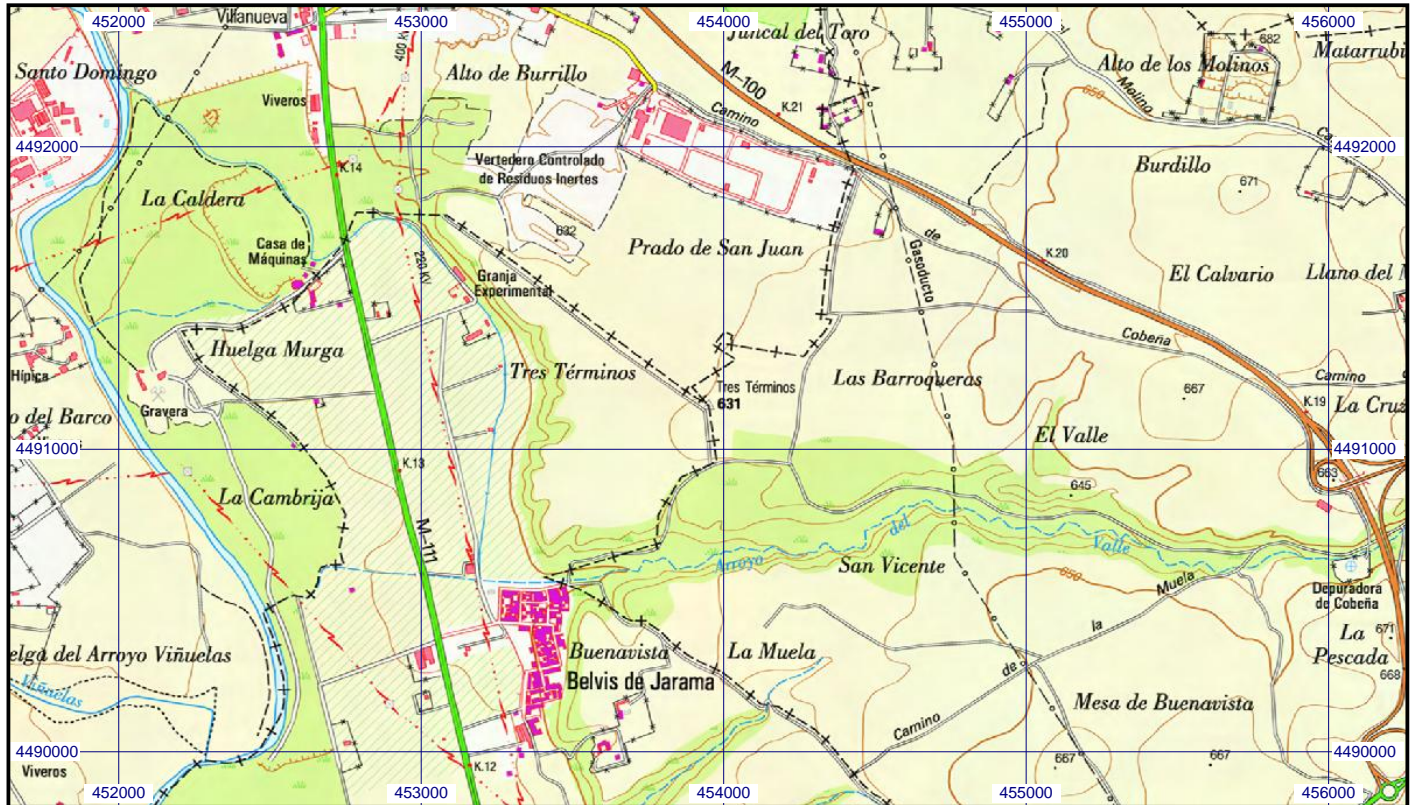 452000
453000
454000
455000
456000
Villanueva
400 kv
Juncal del Toro
682
Matarrubi
Santo Domingo
Alto de Burrillo
M-100
Alto de los Molinos
Viveros
K.21
650
Molino
Camino
Ca
4492000
4492000
K.14
Vertedero Controlado
de Residuos Inertes
Burdillo
671
La Caldera
632
de
Casa de
Máquinas
220 KV
Prado de San Juan
Gasoducto
K.20
Granja
Experimental
El Calvario
Llano del M
Huelga Murga
Cobeña
Hípica
Tres Términos
Tres Términos
631
Las Barroqueras
667
Camino
K.19
o del Barco
Gravera
La Cruz
El Valle
4491000
4491000
K.13
663
La Cambrija
645
M-111
Arroyo
del
Valle
San Vicente
650
Muela
Depuradora
de Cobeña
la
elga del Arroyo Viñuelas
Buenavista
La Muela
La
Pescada
671
de
668
Viñuelas
Belvis de Jarama
Camino
Mesa de Buenavista
4490000
4490000
Viveros
K.12
667
667
452000
453000
454000
455000
456000